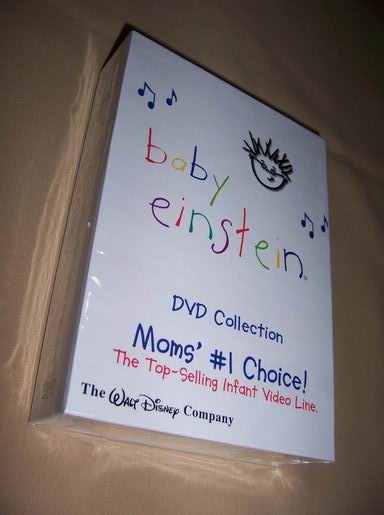 baby
einstein®
DVD Collection
Moms' #1 Choice!
The Top-Selling Infant Video Line.
The Walt Disney Company